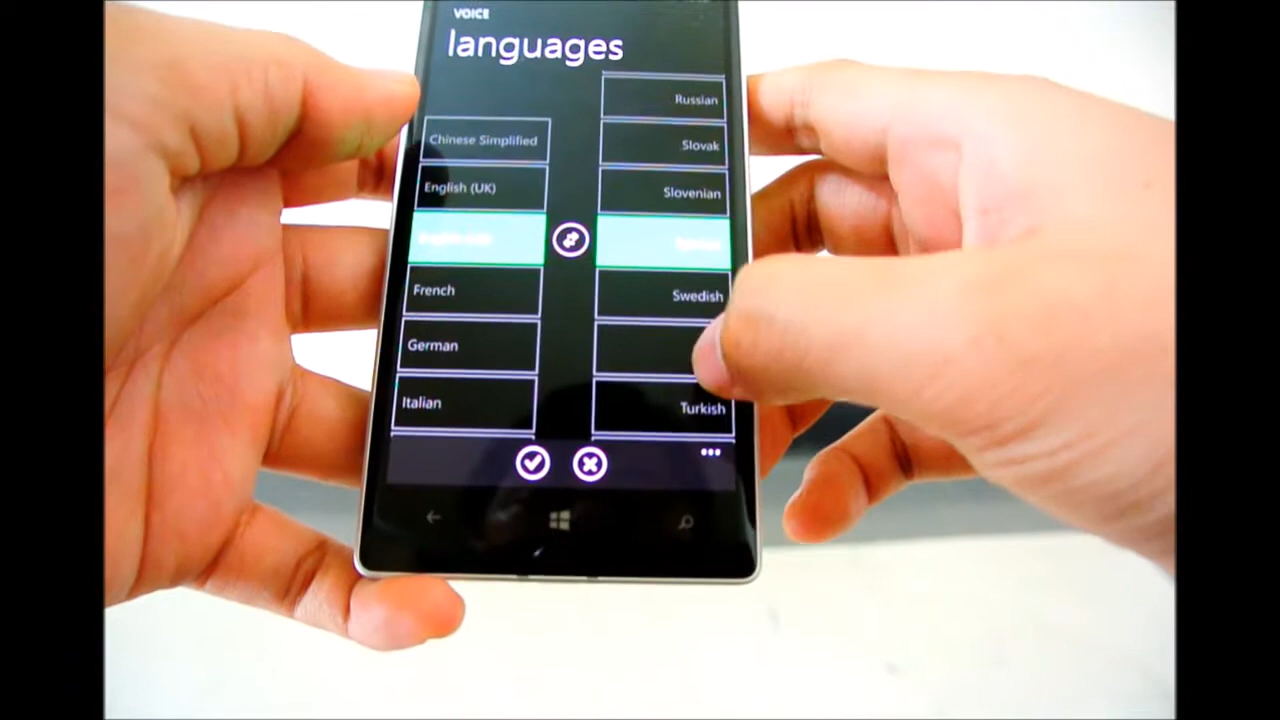 VOICE
languages
Chinese Simplified
English (UK)
French
German
Italian
Russian
Slovak
Slovenian
Swedish
Turkish